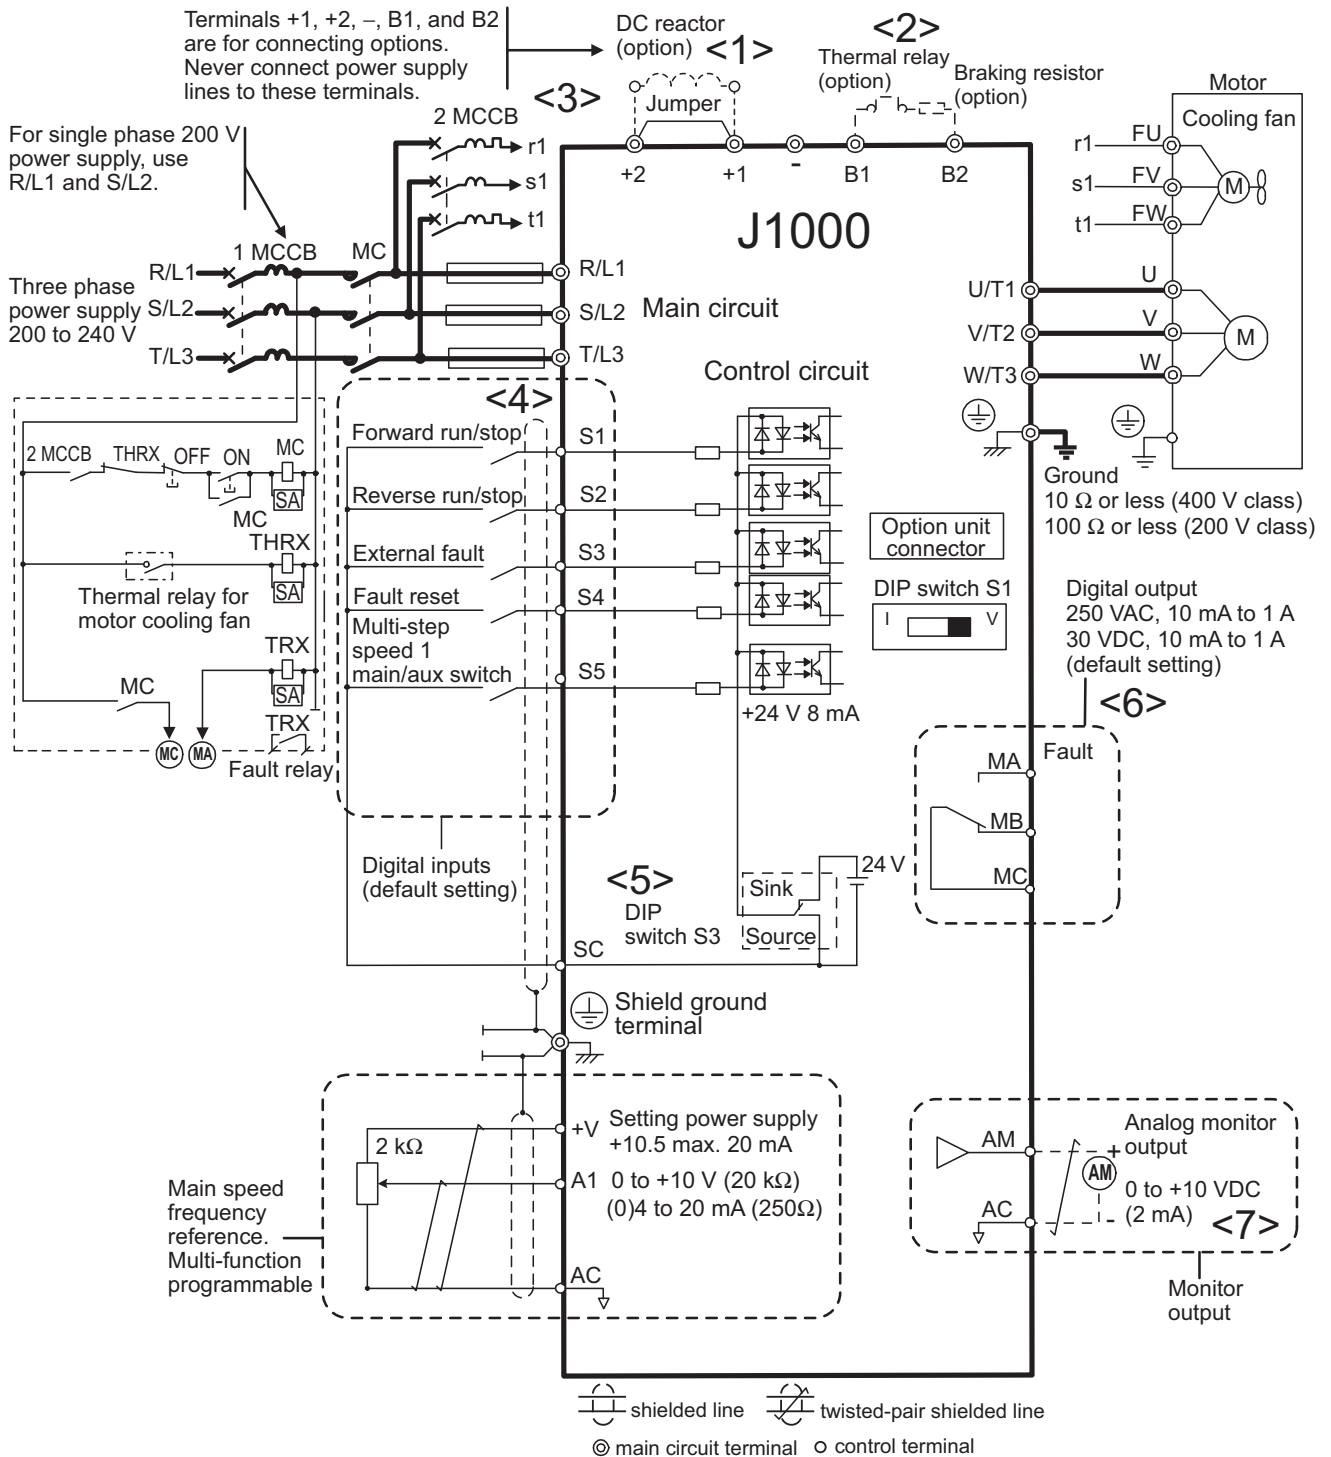 Terminals +1, +2, –, B1, and B2
are for connecting options.
Never connect power supply
lines to these terminals.
DC reactor
(option) <1>
Jumper
<2>
Thermal relay
(option)
Braking resistor
(option)
Motor
Cooling fan
r1
FU
s1
FV
t1
FW
M
<3>
2 MCCB
r1
s1
t1
For single phase 200 V
power supply, use
R/L1 and S/L2.
+2
+1
-
B1
B2
J1000
1 MCCB
MC
Three phase
power supply
200 to 240 V
R/L1
S/L2
T/L3
R/L1
S/L2
T/L3
Main circuit
U/T1
V/T2
W/T3
U
V
W
M
Control circuit
<4>
Forward run/stop
S1
Reverse run/stop
S2
External fault
S3
Fault reset
S4
Multi-step
speed 1
main/aux switch
S5
+24 V 8 mA
2 MCCB
THRX
OFF
ON
MC
SA
MC
THRX
SA
Thermal relay for
motor cooling fan
TRX
SA
MC
TRX
MC
MA
Fault relay
Ground
10 Ω or less (400 V class)
100 Ω or less (200 V class)
Option unit
connector
DIP switch S1
I
V
Digital output
250 VAC, 10 mA to 1 A
30 VDC, 10 mA to 1 A
(default setting)
<6>
MA
Fault
MB
MC
Digital inputs
(default setting)
<5>
DIP
switch S3
Sink
Source
24 V
SC
Shield ground
terminal
Main speed
frequency
reference.
Multi-function
programmable
2 kΩ
+V
Setting power supply
+10.5 max. 20 mA
A1
0 to +10 V (20 kΩ)
(0)4 to 20 mA (250Ω)
AC
AM
AC
+
-
AM
Analog monitor
output
0 to +10 VDC
(2 mA)
<7>
Monitor
output
shielded line
twisted-pair shielded line
main circuit terminal
control terminal